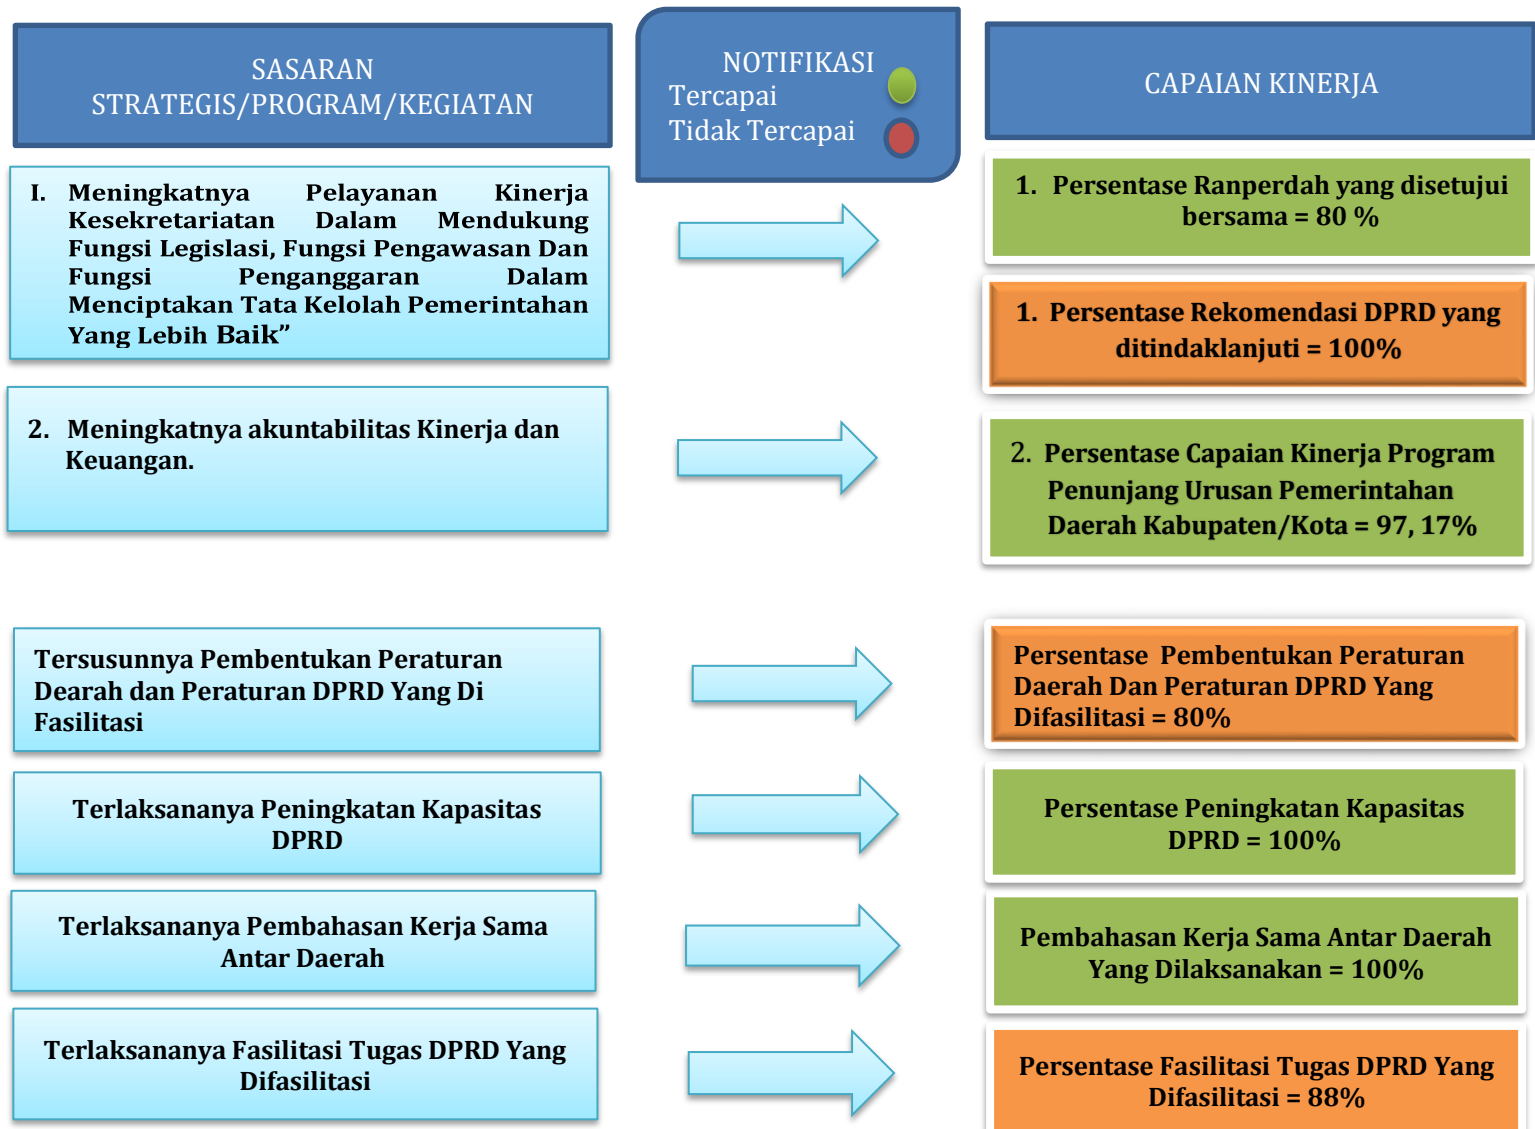 SASARAN
STRATEGIS/PROGRAM/KEGIATAN
NOTIFIKASI
Tercapai
Tidak Tercapai
CAPAIAN KINERJA
I. Meningkatnya Pelayanan Kinerja
Kesekretariatan Dalam Mendukung
Fungsi Legislasi, Fungsi Pengawasan Dan
Fungsi Penganggaran Dalam
Menciptakan Tata Kelolah Pemerintahan
Yang Lebih Baik”
1. Persentase Ranperdah yang disetujui
bersama = 80 %
1. Persentase Rekomendasi DPRD yang
ditindaklanjuti = 100%
2. Meningkatnya akuntabilitas Kinerja dan
Keuangan.
2. Persentase Capaian Kinerja Program
Penunjang Urusan Pemerintahan
Daerah Kabupaten/Kota = 97, 17%
Tersusunnya Pembentukan Peraturan
Dearah dan Peraturan DPRD Yang Di
Fasilitasi
Persentase Pembentukan Peraturan
Daerah Dan Peraturan DPRD Yang
Difasilitasi = 80%
Terlaksananya Peningkatan Kapasitas
DPRD
Persentase Peningkatan Kapasitas
DPRD = 100%
Terlaksananya Pembahasan Kerja Sama
Antar Daerah
Pembahasan Kerja Sama Antar Daerah
Yang Dilaksanakan = 100%
Terlaksananya Fasilitasi Tugas DPRD Yang
Difasilitasi
Persentase Fasilitasi Tugas DPRD Yang
Difasilitasi = 88%